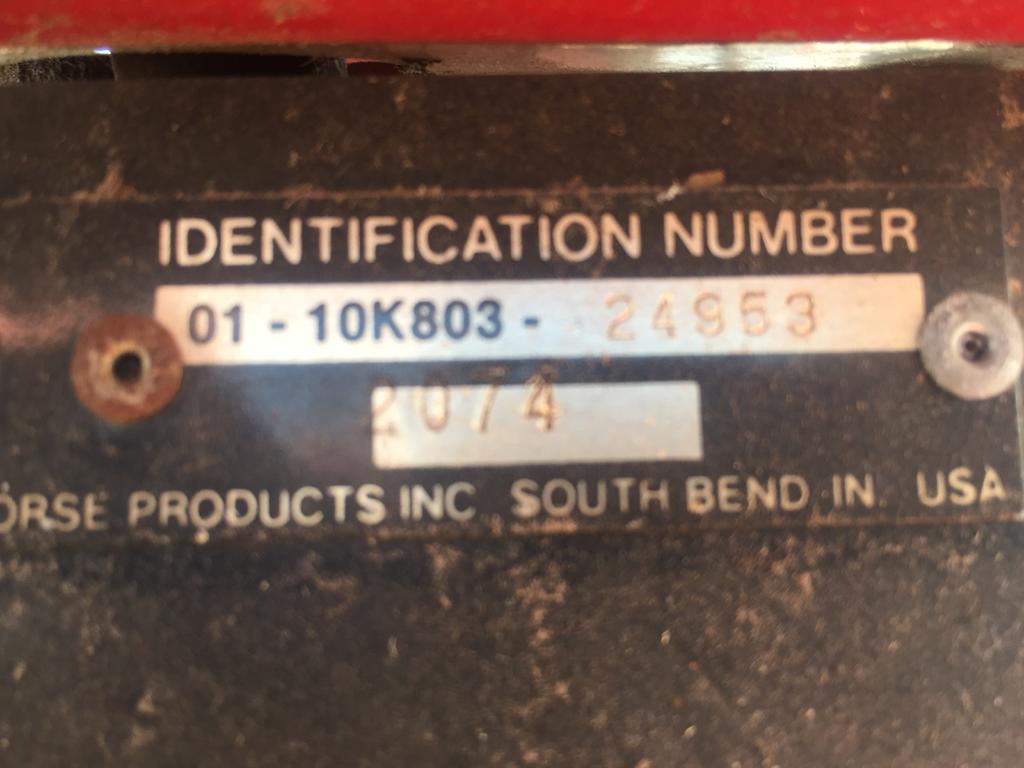 IDENTIFICATION NUMBER
01 - 10K803 - 24953
2074
ORSE PRODUCTS INC. SOUTH BEND IN. USA